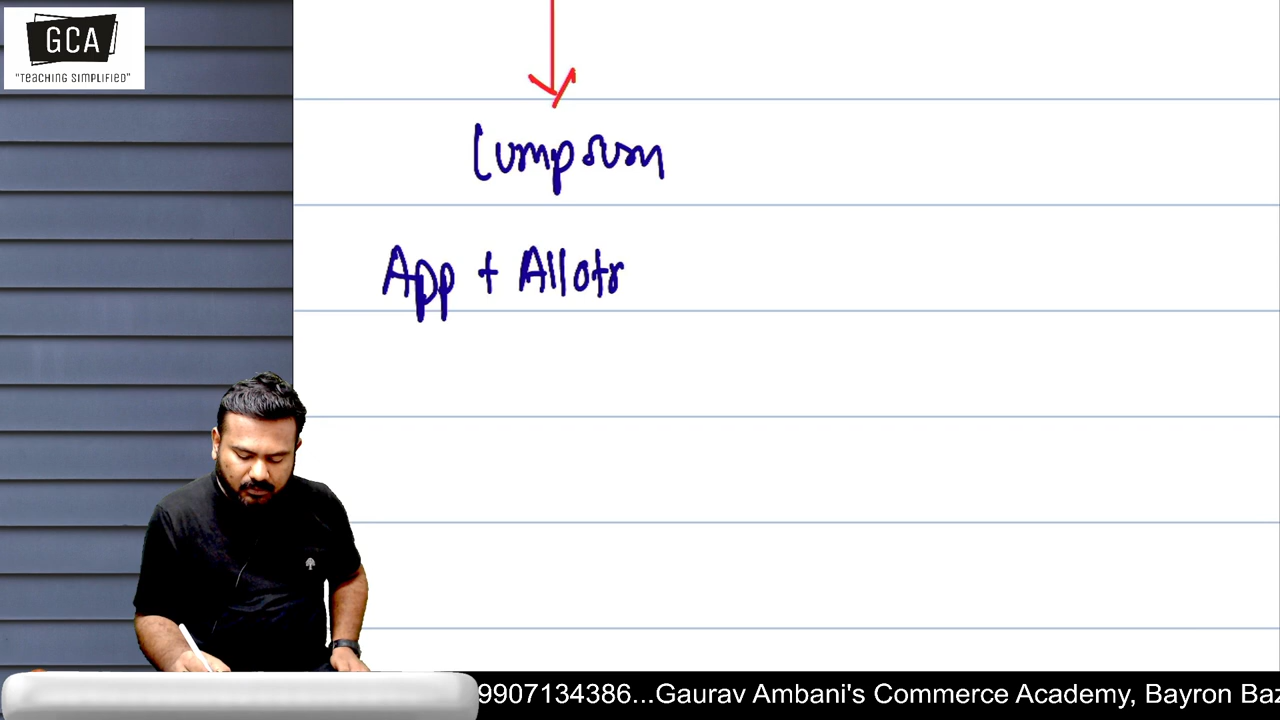 GCA
"TEACHING SIMPLIFIED"
Lumpsum
App + Allotr
9907134386...Gaurav Ambani's Commerce Academy, Bayron Baz